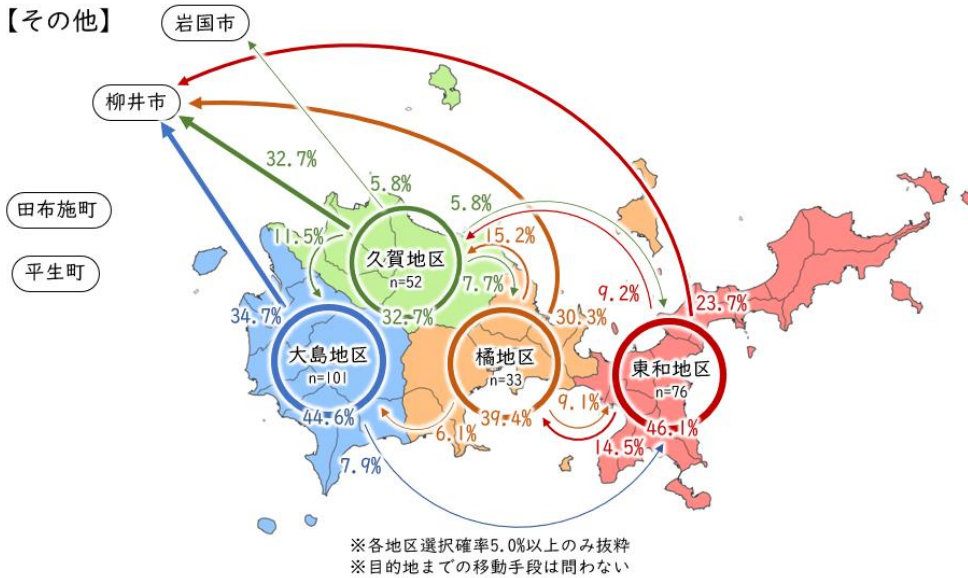 【その他】
岩国市
柳井市
田布施町
平生町
32.7%
5.8%
5.8%
11.5%
久賀地区
n=52
15.2%
7.7%
32.7%
9.2%
23.7%
34.7%
30.3%
大島地区
n=101
44.6%
橘地区
n=33
39.4%
東和地区
n=76
46.1%
9.1%
6.1%
14.5%
7.9%
※各地区選択確率5.0%以上のみ抜粋
※目的地までの移動手段は問わない